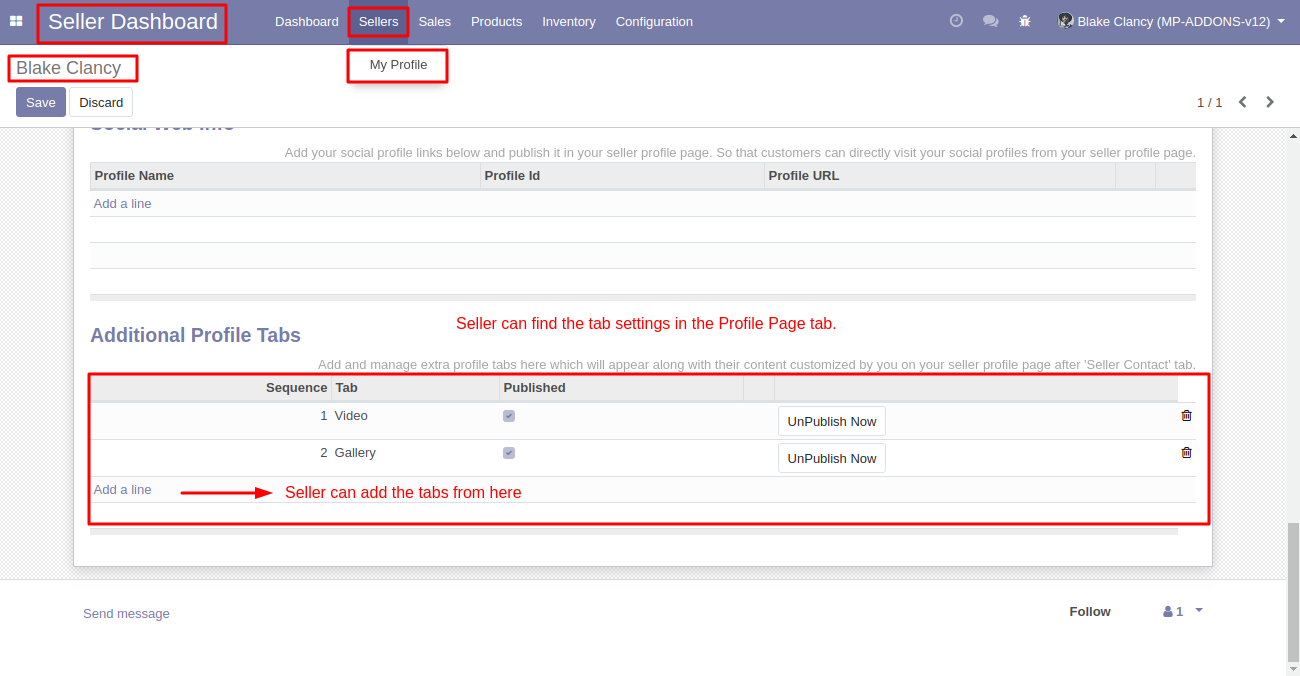 Seller Dashboard Dashboard Sellers Sales Products Inventory Configuration Blake Clancy (MP-ADDONS-v12)
My Profile
Blake Clancy
Save Discard
1 / 1
Social Web Info
Add your social profile links below and publish it in your seller profile page. So that customers can directly visit your social profiles from your seller profile page.
Profile Name Profile Id Profile URL
Add a line
Seller can find the tab settings in the Profile Page tab.
Additional Profile Tabs
Add and manage extra profile tabs here which will appear along with their content customized by you on your seller profile page after 'Seller Contact' tab.
Sequence Tab Published
1 Video UnPublish Now
2 Gallery UnPublish Now
Add a line Seller can add the tabs from here
Send message Follow 1